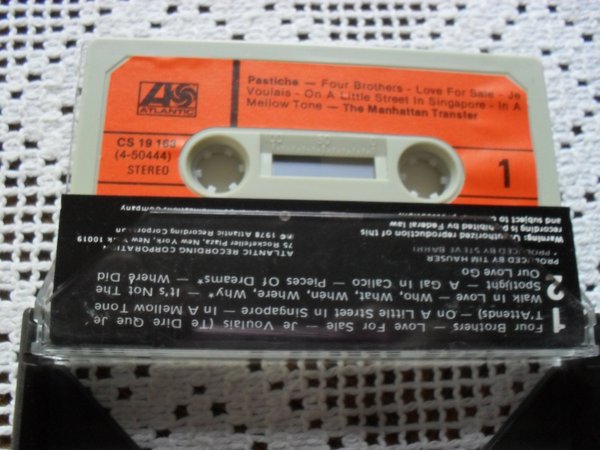 Pastiche — Four Brothers - Love For Sale - Je
Voulais - On A Little Street In Singapore - In A
Mellow Tone — The Manhattan Transfer
ATLANTIC
CS 19 163
(4-50444)
STEREO
1
1
Four Brothers — Love For Sale — Je Voulais (Te Dire Que Je
T'Attends) — On A Little Street In Singapore — In A Mellow Tone
2
Walk In Love — Who, What, When, Where, Why* — It's Not The
Spotlight — A Gal In Calico — Pieces Of Dreams* — Where Did
Our Love Go
PRODUCED BY TIM HAUSER
* PRODUCED BY STEVE BARRI
Warning: Unauthorized reproduction of this
recording is prohibited by Federal law
and subject to
ATLANTIC RECORDING CORPORATION
75 Rockefeller Plaza, New York, New York 10019
1978 Atlantic Recording Corporation